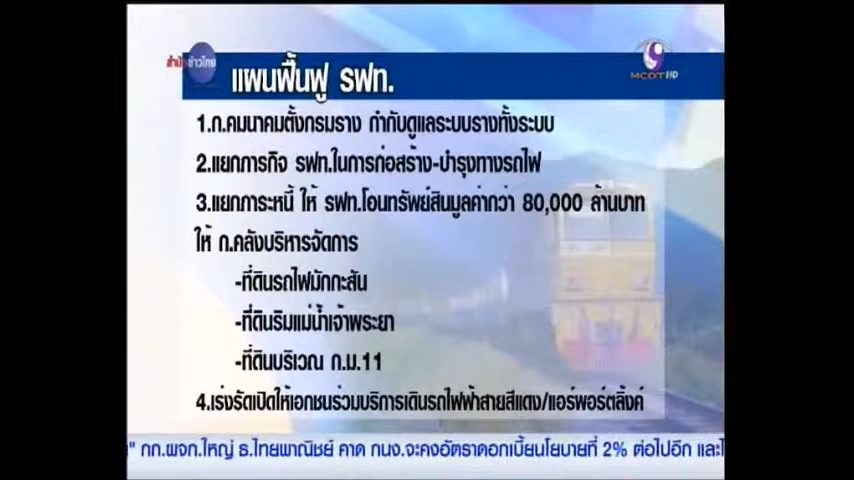 สำนักข่าวไทย
แผนฟื้นฟู รฟท.
MCOT HD
1.ก.คมนาคมตั้งกรมราง กำกับดูแลระบบรางทั้งระบบ
2.แยกภารกิจ รฟท.ในการก่อสร้าง-บำรุงทางรถไฟ
3.แยกภาระหนี้ ให้ รฟท.โอนทรัพย์สินมูลค่ากว่า 80,000 ล้านบาท
ให้ ก.คลังบริหารจัดการ
-ที่ดินรถไฟมักกะสัน
-ที่ดินริมแม่น้ำเจ้าพระยา
-ที่ดินบริเวณ ก.ม.11
4.เร่งรัดเปิดให้เอกชนร่วมบริการเดินรถไฟฟ้าสายสีแดง/แอร์พอร์ตลิ้งค์
" กก.ผจก.ใหญ่ ธ.ไทยพาณิชย์ คาด กนง.จะคงอัตราดอกเบี้ยนโยบายที่ 2% ต่อไปอีก และ